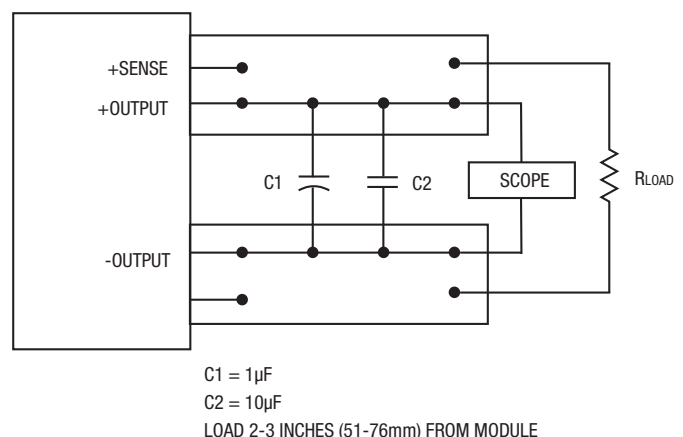 +SENSE
+OUTPUT
C1
C2
SCOPE
RLOAD
-OUTPUT
C1 = 1µF
C2 = 10µF
LOAD 2-3 INCHES (51-76mm) FROM MODULE